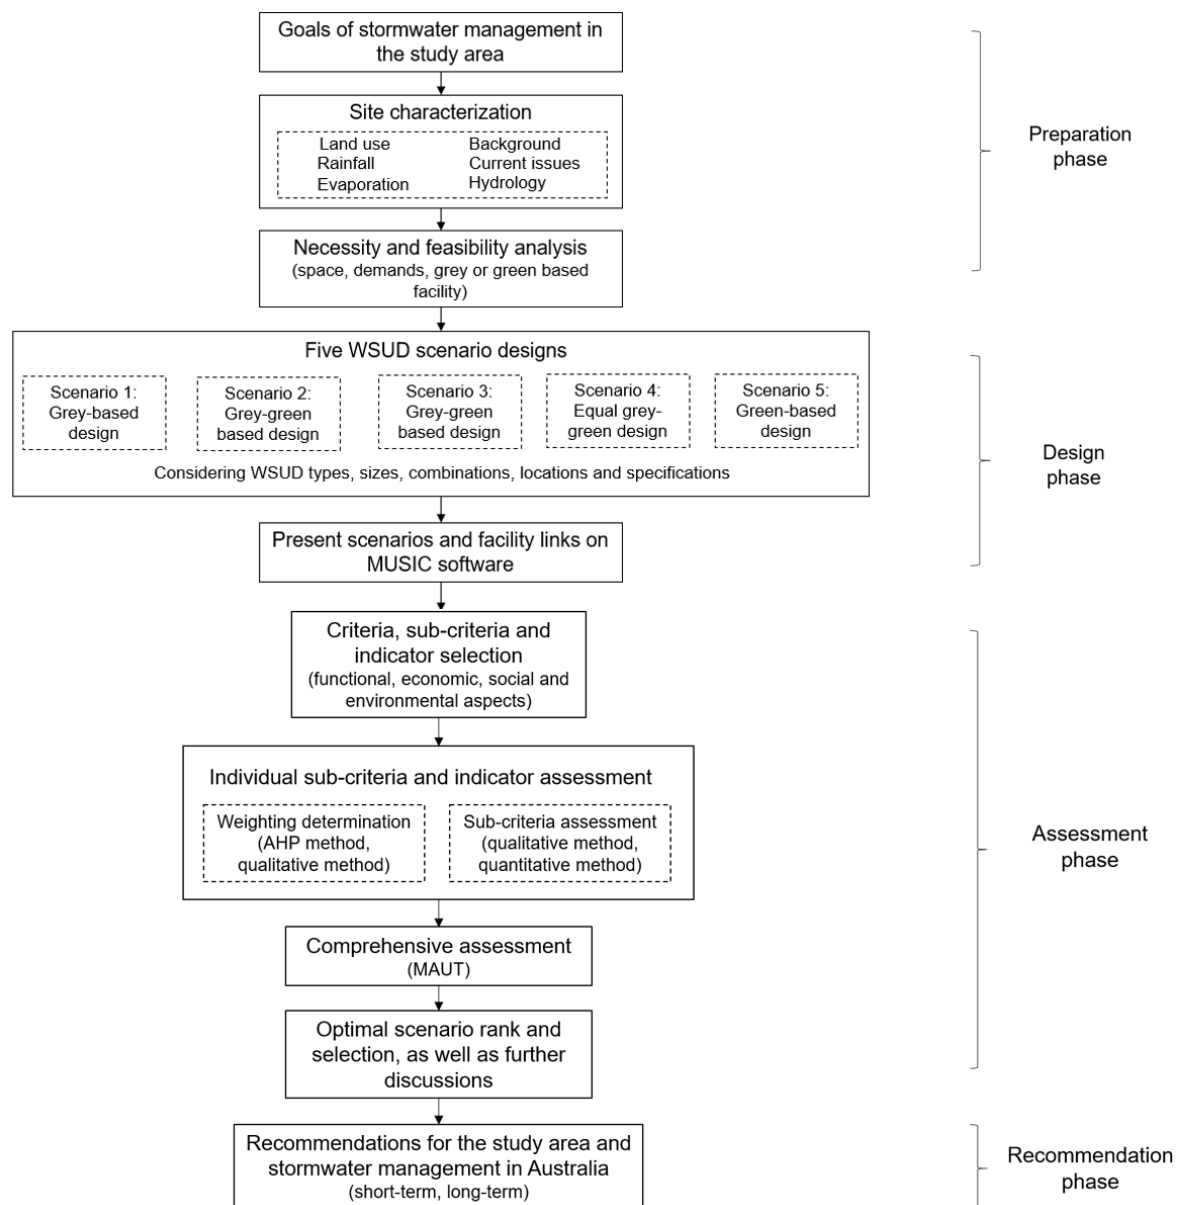 Goals of stormwater management in
the study area
Site characterization
Land use
Background
Rainfall
Current issues
Evaporation
Hydrology
Necessity and feasibility analysis
(space, demands, grey or green based
facility)
Preparation
phase
Five WSUD scenario designs
Scenario 1:
Grey-based
design
Scenario 2:
Grey-green
based design
Scenario 3:
Grey-green
based design
Scenario 4:
Equal grey-
green design
Scenario 5:
Green-based
design
Considering WSUD types, sizes, combinations, locations and specifications
Present scenarios and facility links on
MUSIC software
Design
phase
Criteria, sub-criteria and
indicator selection
(functional, economic, social and
environmental aspects)
Individual sub-criteria and indicator assessment
Weighting determination
(AHP method,
qualitative method)
Sub-criteria assessment
(qualitative method,
quantitative method)
Comprehensive assessment
(MAUT)
Optimal scenario rank and
selection, as well as further
discussions
Assessment
phase
Recommendations for the study area and
stormwater management in Australia
(short-term, long-term)
Recommendation
phase